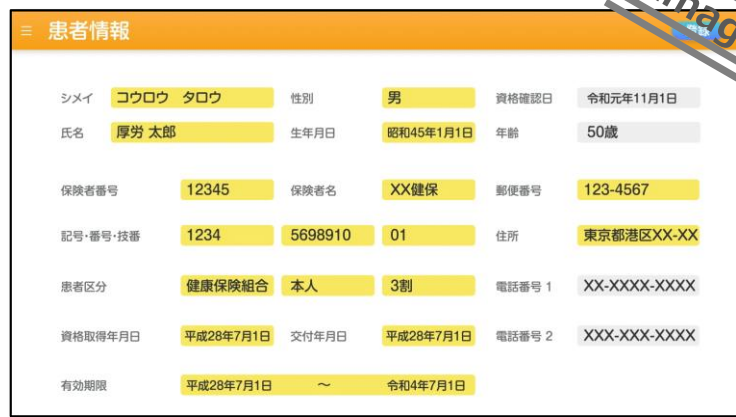 患者情報
登録
Imag
シメイ コウロウ タロウ 性別 男 資格確認日 令和元年11月1日
氏名 厚労 太郎 生年月日 昭和45年1月1日 年齢 50歳
保険者番号 12345 保険者名 XX健保 郵便番号 123-4567
記号・番号・技番 1234 5698910 01 住所 東京都港区XX-XX
患者区分 健康保険組合 本人 3割 電話番号 1 XX-XXXX-XXXX
資格取得年月日 平成28年7月1日 交付年月日 平成28年7月1日 電話番号 2 XXX-XXX-XXXX
有効期限 平成28年7月1日 ～ 令和4年7月1日